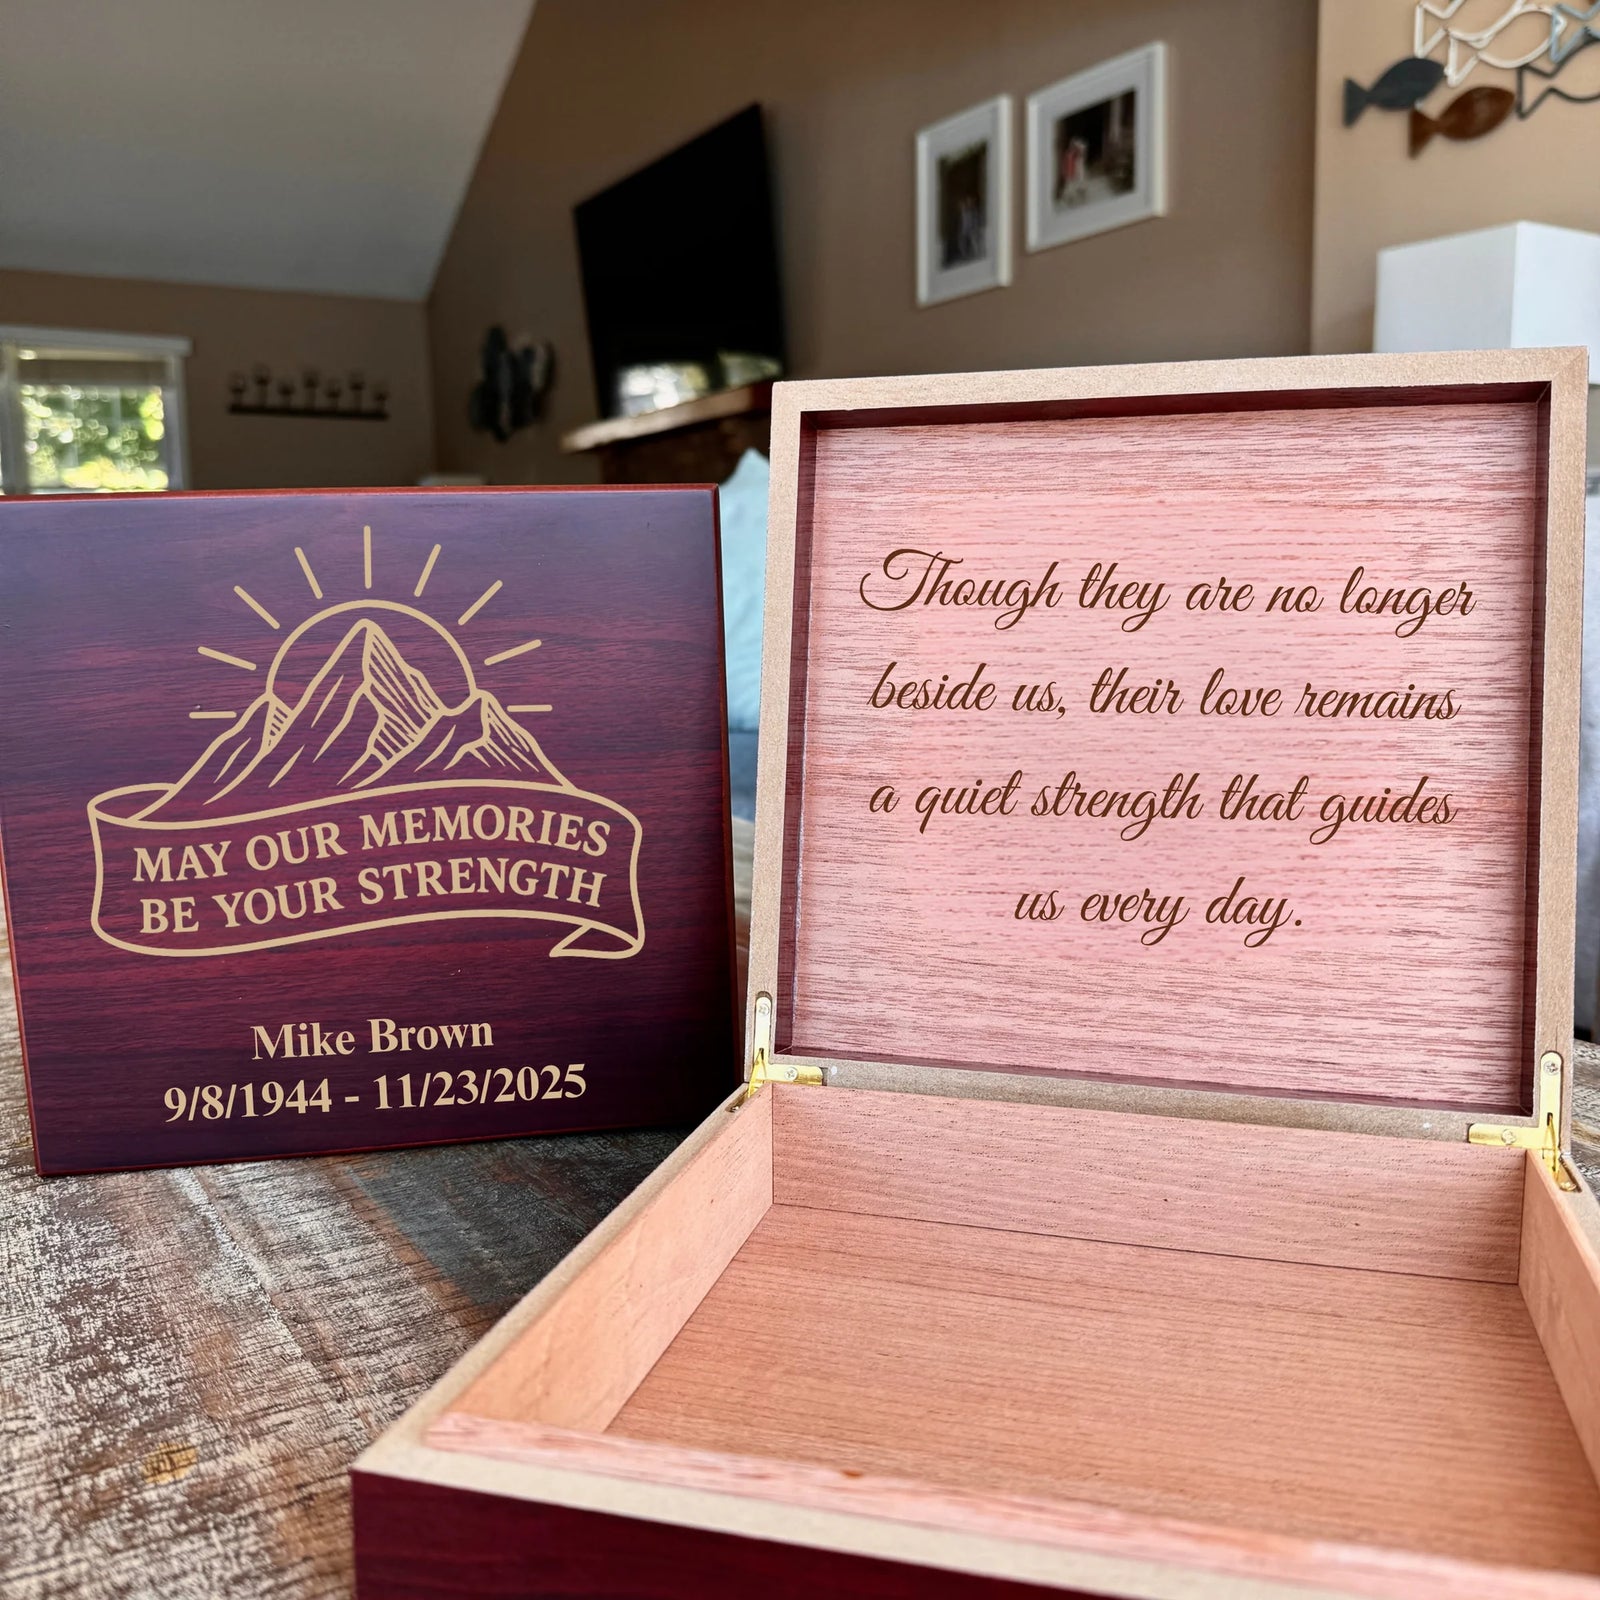 MAY OUR MEMORIES
BE YOUR STRENGTH
Mike Brown
9/8/1944 - 11/23/2025
Though they are no longer
beside us, their love remains
a quiet strength that guides
us every day.